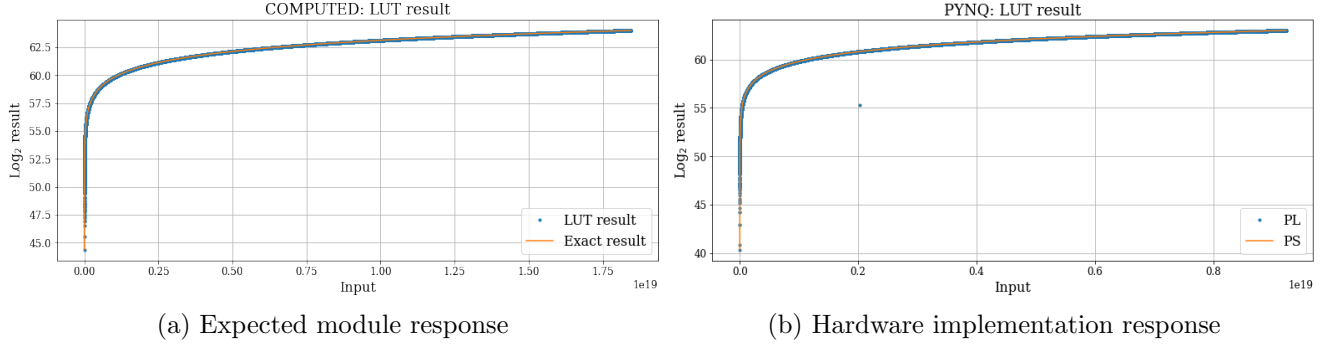 COMPUTED: LUT result
62.5
60.0
57.5
55.0
52.5
50.0
47.5
45.0
Log₂ result
0.00 0.25 0.50 0.75 1.00 1.25 1.50 1.75
1e19
Input
LUT result
Exact result
(a) Expected module response
PYNQ: LUT result
60
55
50
45
40
Log₂ result
0.0 0.2 0.4 0.6 0.8
1e19
Input
PL
PS
(b) Hardware implementation response